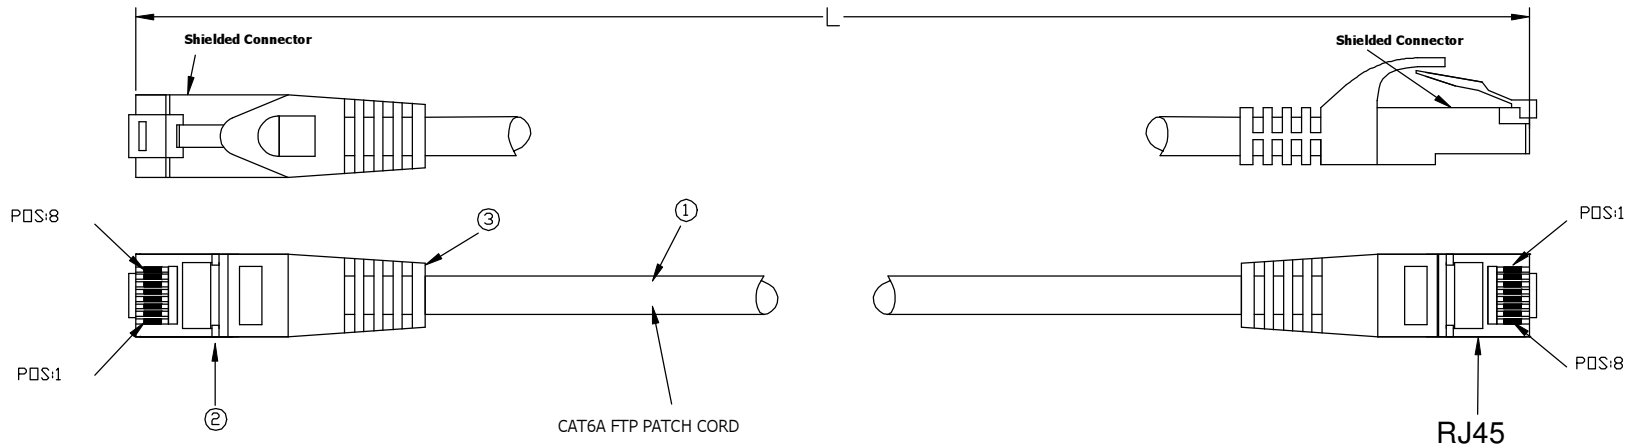 L
Shielded Connector
Shielded Connector
POS:8
3
1
POS:1
POS:1
2
CAT6A FTP PATCH CORD
POS:8
RJ45